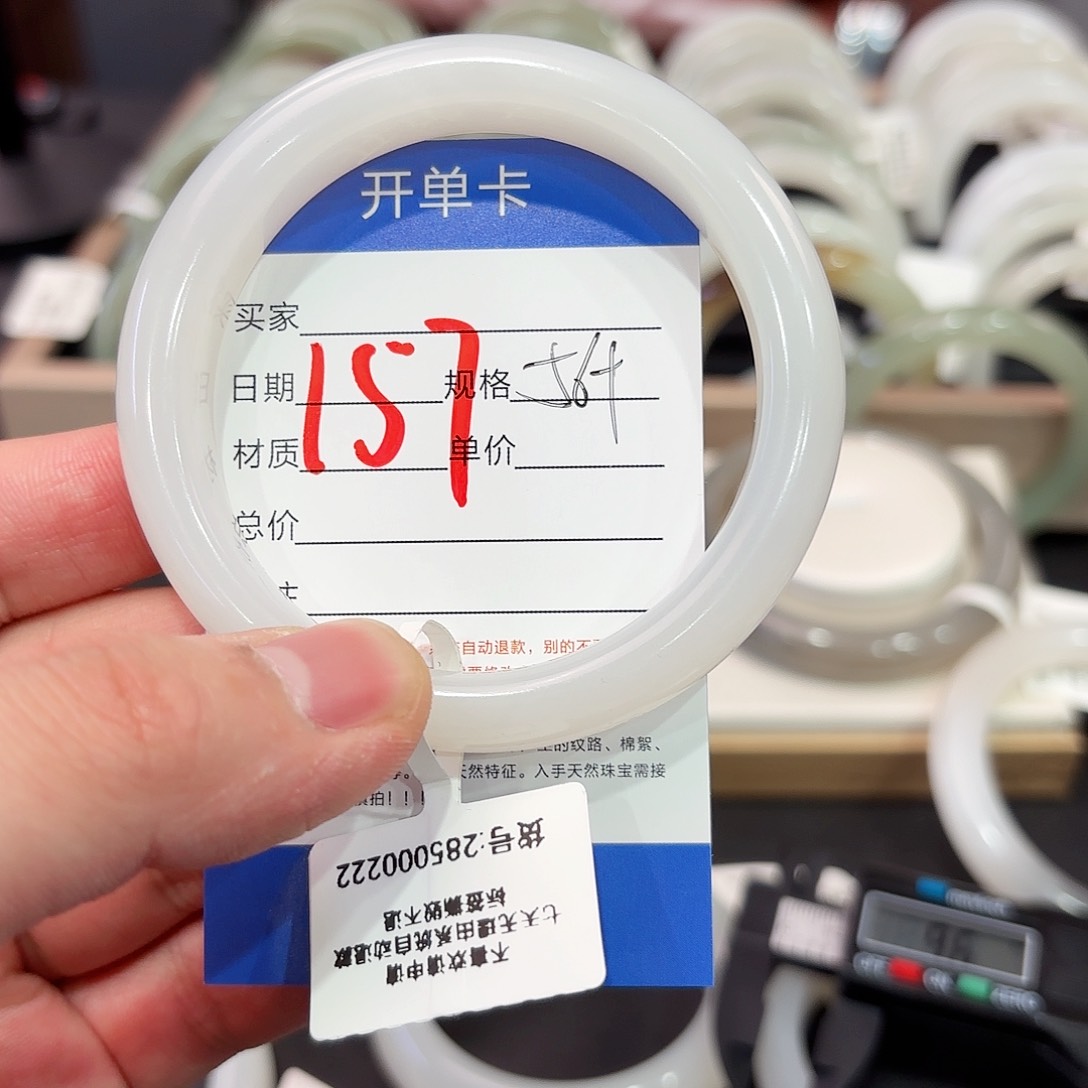 开单卡
买家
157
日期 规格 564
材质 单价
总价
自动退款，别的不
的纹路、棉絮、
天然特征。入手天然珠宝需接
慎拍！！！
货号:285000222
标签撕毁不退
七天无理由系统自动退款
不喜欢请申请